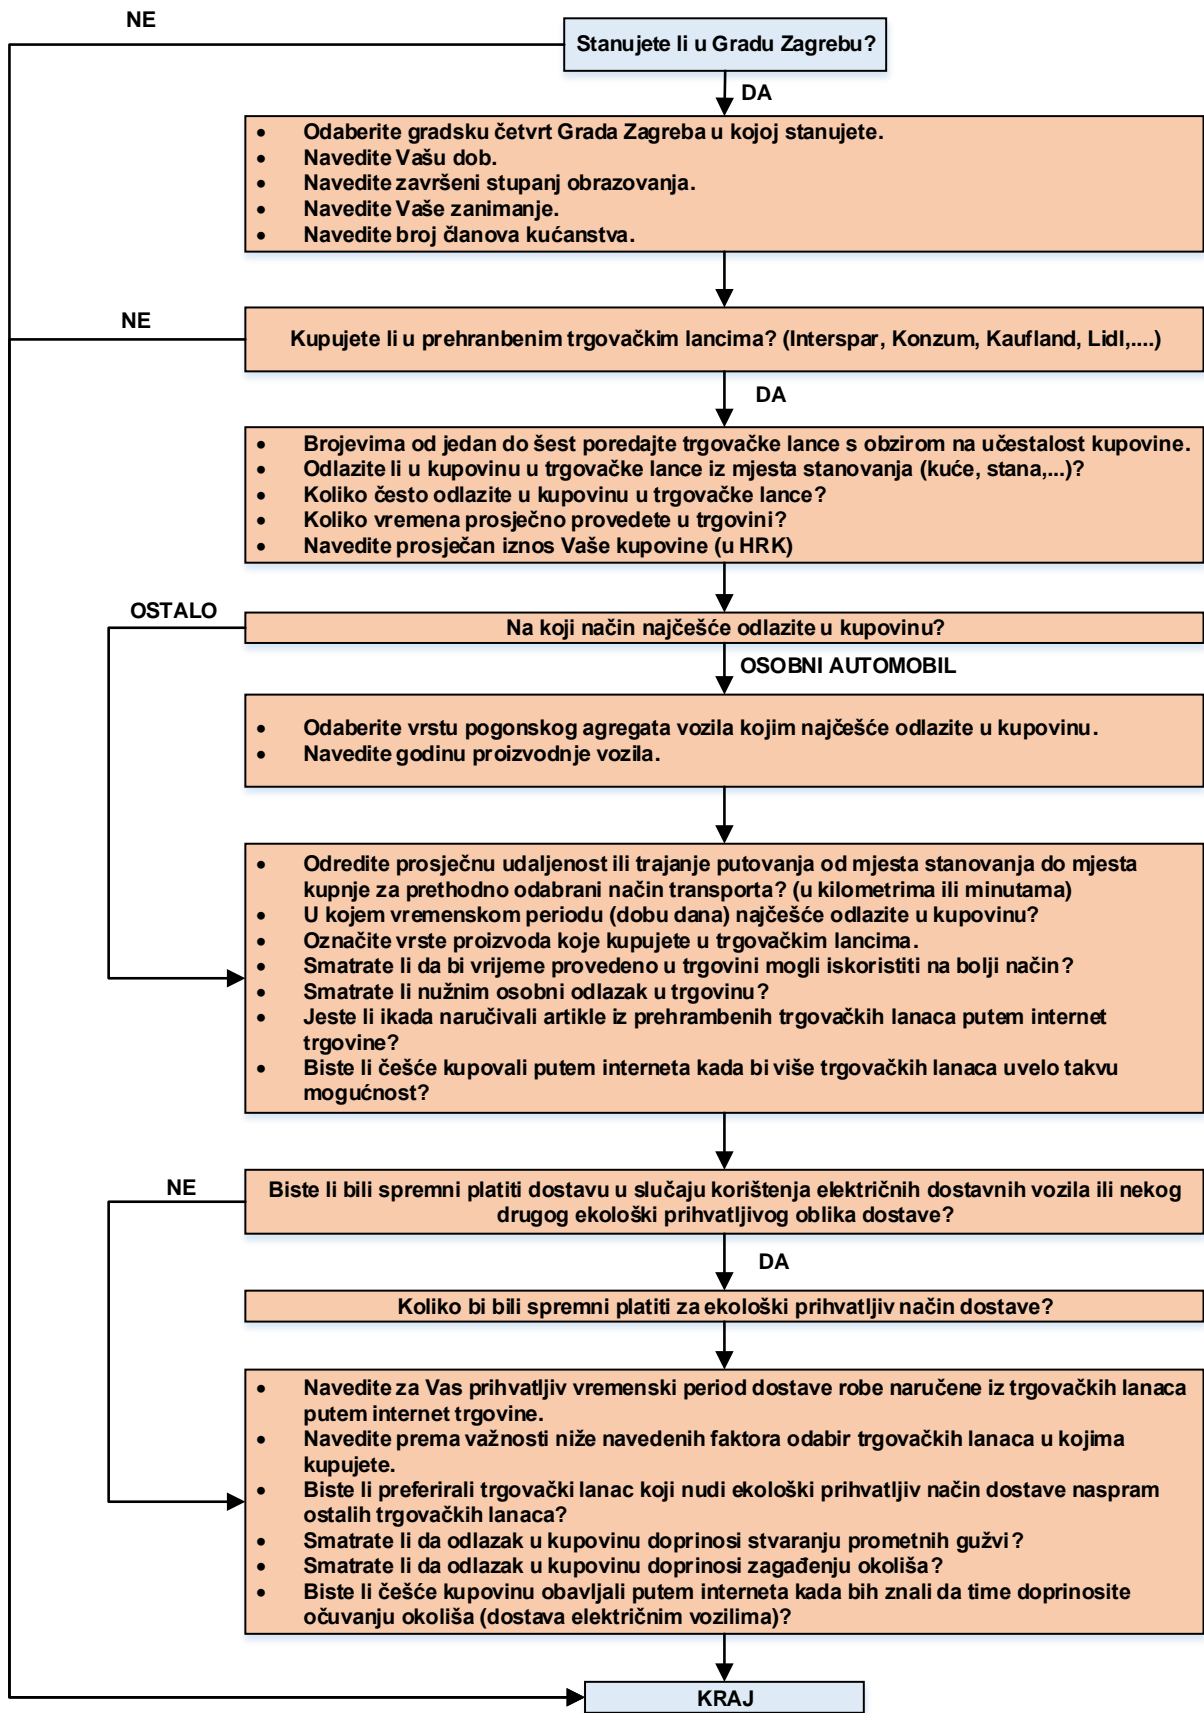 NE
Stanujete li u Gradu Zagrebu?
DA
• Odaberite gradsku četvrt Grada Zagreba u kojoj stanujete.
• Navedite Vašu dob.
• Navedite završeni stupanj obrazovanja.
• Navedite Vaše zanimanje.
• Navedite broj članova kućanstva.
NE
Kupujete li u prehranbenim trgovačkim lancima? (Interspar, Konzum, Kaufland, Lidl,....)
DA
• Brojevima od jedan do šest poredajte trgovačke lance s obzirom na učestalost kupovine.
• Odlazite li u kupovinu u trgovačke lance iz mjesta stanovanja (kuće, stana,...)?
• Koliko često odlazite u kupovinu u trgovačke lance?
• Koliko vremena prosječno provedete u trgovini?
• Navedite prosječan iznos Vaše kupovine (u HRK)
OSTALO
Na koji način najčešće odlazite u kupovinu?
OSOBNI AUTOMOBIL
• Odaberite vrstu pogonskog agregata vozila kojim najčešće odlazite u kupovinu.
• Navedite godinu proizvodnje vozila.
• Odredite prosječnu udaljenost ili trajanje putovanja od mjesta stanovanja do mjesta
kupnje za prethodno odabrani način transporta? (u kilometrima ili minutama)
• U kojem vremenskom periodu (dobu dana) najčešće odlazite u kupovinu?
• Označite vrste proizvoda koje kupujete u trgovačkim lancima.
• Smatrate li da bi vrijeme provedeno u trgovini mogli iskoristiti na bolji način?
• Smatrate li nužnim osobni odlazak u trgovinu?
• Jeste li ikada naručivali artikle iz prehrambenih trgovačkih lanaca putem internet
trgovine?
• Biste li češće kupovali putem interneta kada bi više trgovačkih lanaca uvelo takvu
mogućnost?
NE
Biste li bili spremni platiti dostavu u slučaju korištenja električnih dostavnih vozila ili nekog
drugog ekološki prihvatljivog oblika dostave?
DA
Koliko bi bili spremni platiti za ekološki prihvatljiv način dostave?
• Navedite za Vas prihvatljiv vremenski period dostave robe naručene iz trgovačkih lanaca
putem internet trgovine.
• Navedite prema važnosti niže navedenih faktora odabir trgovačkih lanaca u kojima
kupujete.
• Biste li preferirali trgovački lanac koji nudi ekološki prihvatljiv način dostave naspram
ostalih trgovačkih lanaca?
• Smatrate li da odlazak u kupovinu doprinosi stvaranju prometnih gužvi?
• Smatrate li da odlazak u kupovinu doprinosi zagađenju okoliša?
• Biste li češće kupovinu obavljali putem interneta kada bih znali da time doprinosite
očuvanju okoliša (dostava električnim vozilima)?
KRAJ